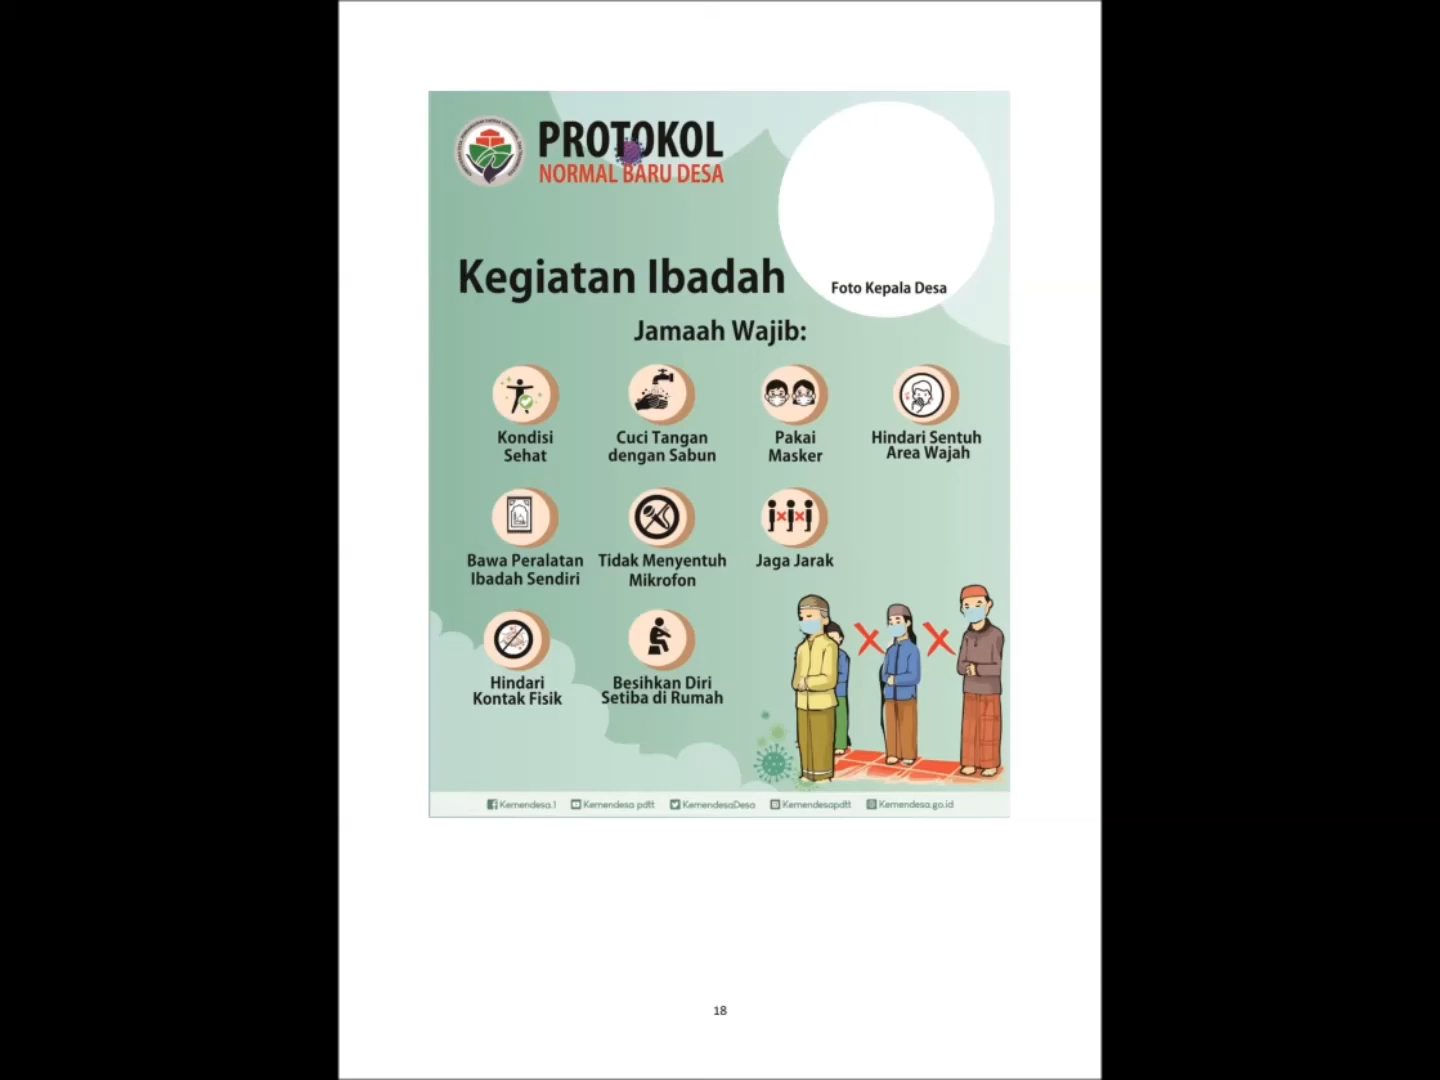 PROTOKOL
NORMAL BARU DESA
Kegiatan Ibadah
Foto Kepala Desa
Jamaah Wajib:
Kondisi
Sehat
Cuci Tangan
dengan Sabun
Pakai
Masker
Hindari Sentuh
Area Wajah
Bawa Peralatan
Ibadah Sendiri
Tidak Menyentuh
Mikrofon
Jaga Jarak
Hindari
Kontak Fisik
Besihkan Diri
Setiba di Rumah
Kemendesa.1
Kemendesa pdtt
KemendesaDesa
Kemendesapdtt
Kemendesa.go.id
18